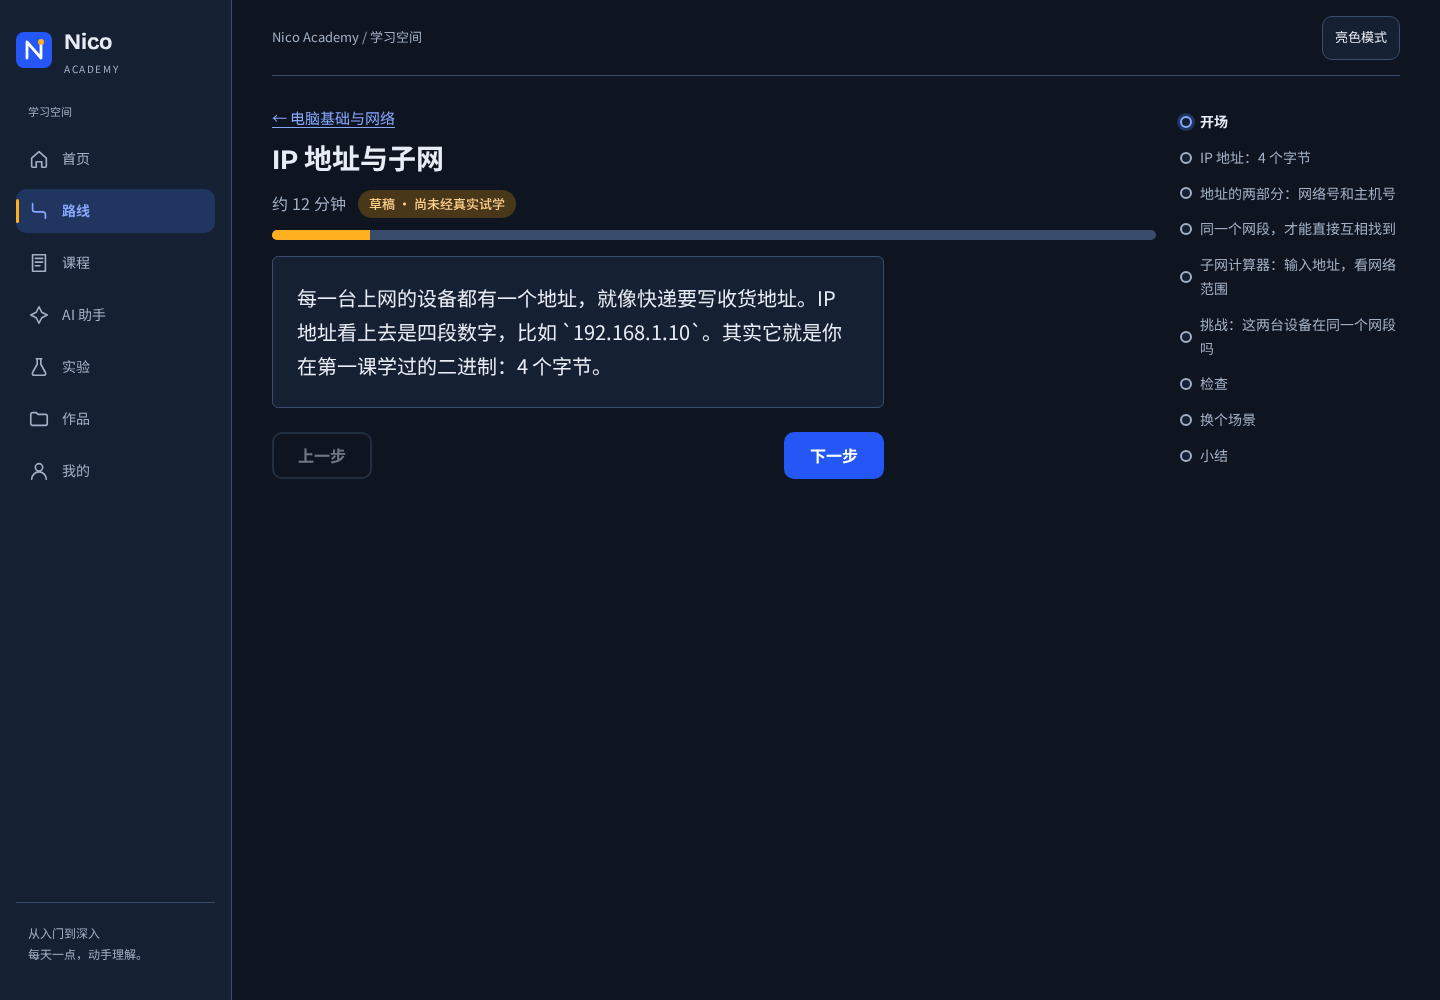 Nico
ACADEMY
学习空间
首页
路线
课程
AI 助手
实验
作品
我的
从入门到深入
每天一点，动手理解。
Nico Academy / 学习空间
亮色模式
← 电脑基础与网络
IP 地址与子网
约 12 分钟
草稿 · 尚未经真实试学
每一台上网的设备都有一个地址，就像快递要写收货地址。IP
地址看上去是四段数字，比如 `192.168.1.10`。其实它就是你
在第一课学过的二进制：4 个字节。
上一步
下一步
开场
IP 地址：4 个字节
地址的两部分：网络号和主机号
同一个网段，才能直接互相找到
子网计算器：输入地址，看网络
范围
挑战：这两台设备在同一个网段
吗
检查
换个场景
小结